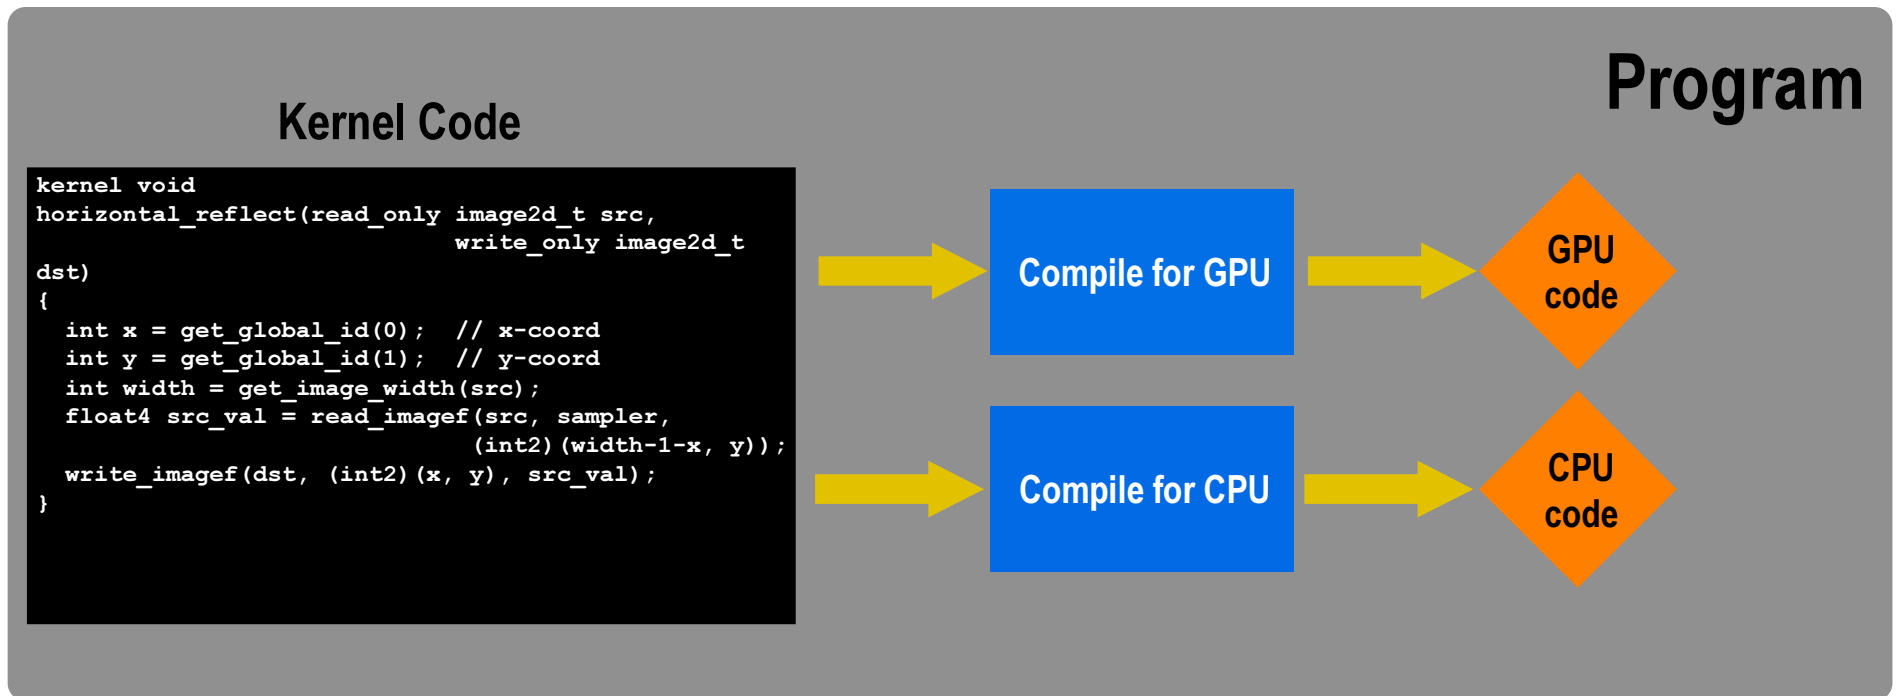 Program
Kernel Code
kernel void
horizontal_reflect(read_only image2d_t src,
write_only image2d_t
dst)
{
int x = get_global_id(0); // x-coord
int y = get_global_id(1); // y-coord
int width = get_image_width(src);
float4 src_val = read_imagef(src, sampler,
(int2)(width-1-x, y));
write_imagef(dst, (int2)(x, y), src_val);
}
Compile for GPU
GPU
code
Compile for CPU
CPU
code